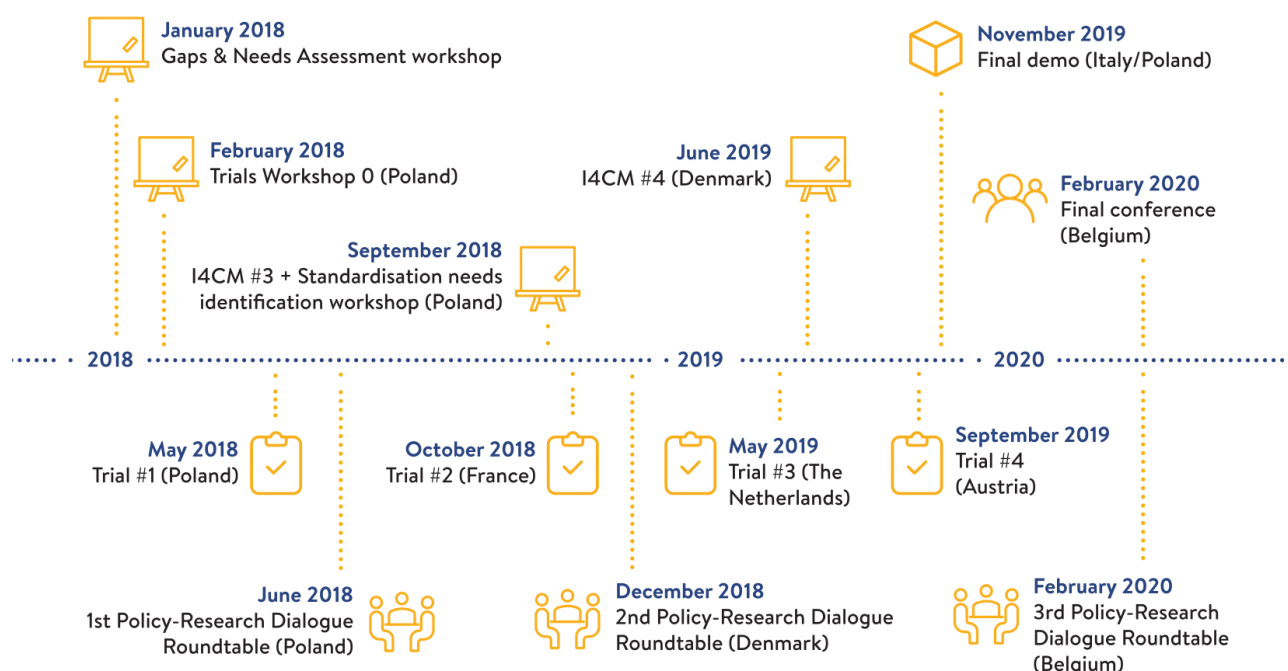 January 2018
Gaps & Needs Assessment workshop
November 2019
Final demo (Italy/Poland)
February 2018
Trials Workshop 0 (Poland)
June 2019
I4CM #4 (Denmark)
February 2020
Final conference
(Belgium)
September 2018
I4CM #3 + Standardisation needs
identification workshop (Poland)
2018
2019
2020
May 2018
Trial #1 (Poland)
October 2018
Trial #2 (France)
May 2019
Trial #3 (The
Netherlands)
September 2019
Trial #4
(Austria)
June 2018
1st Policy-Research Dialogue
Roundtable (Poland)
December 2018
2nd Policy-Research Dialogue
Roundtable (Denmark)
February 2020
3rd Policy-Research
Dialogue Roundtable
(Belgium)